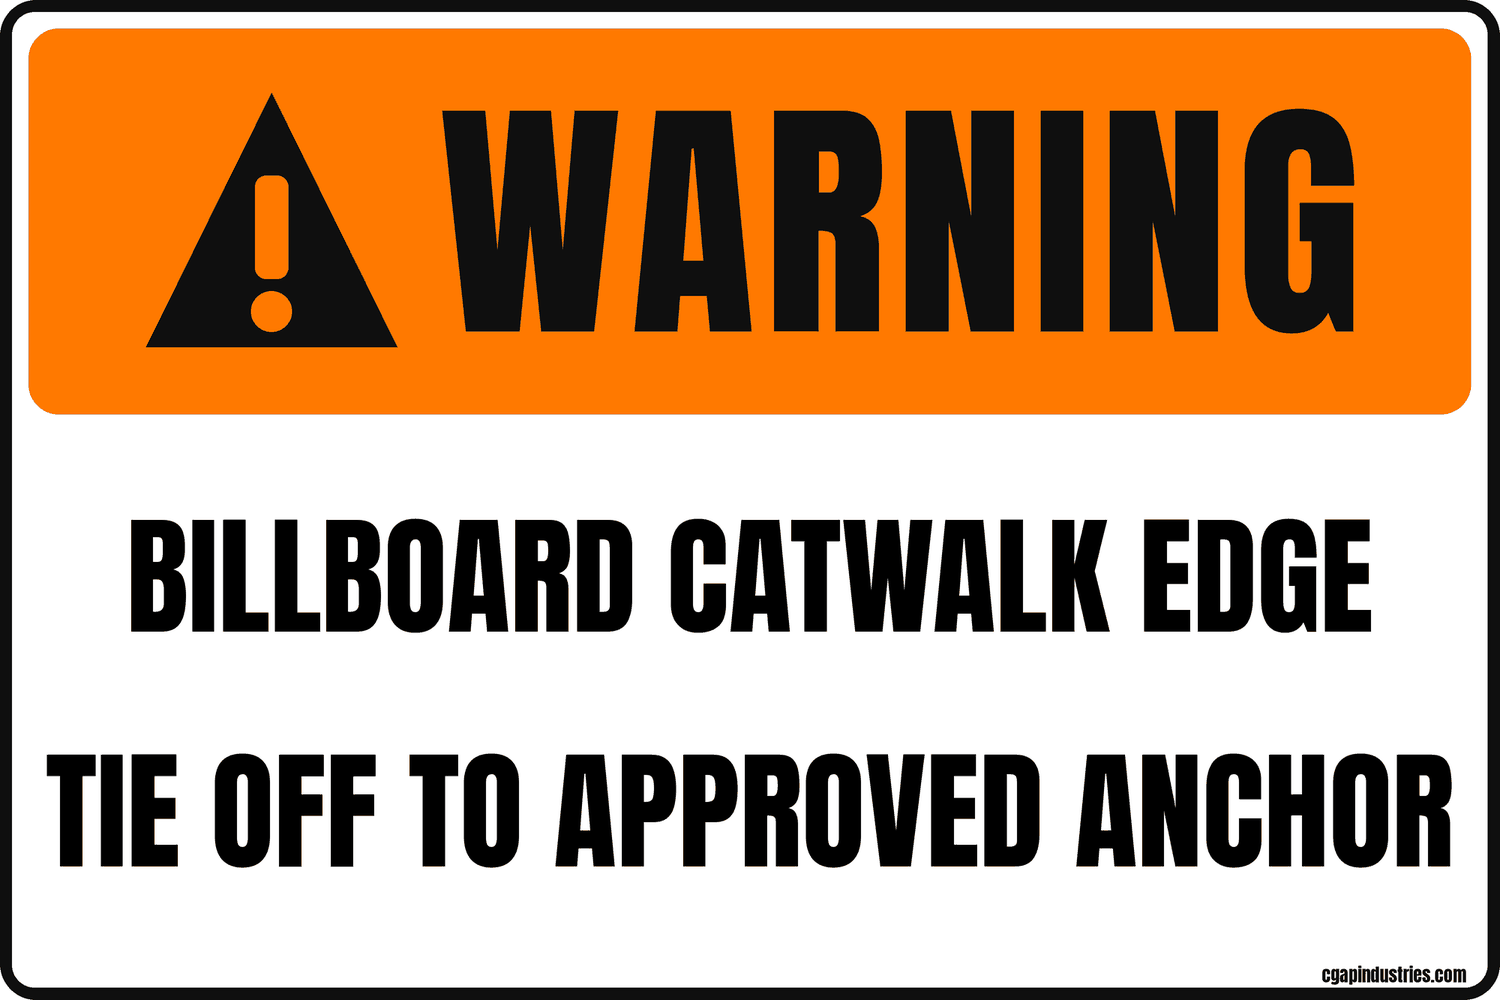 WARNING
BILLBOARD CATWALK EDGE
TIE OFF TO APPROVED ANCHOR
cgapindustries.com